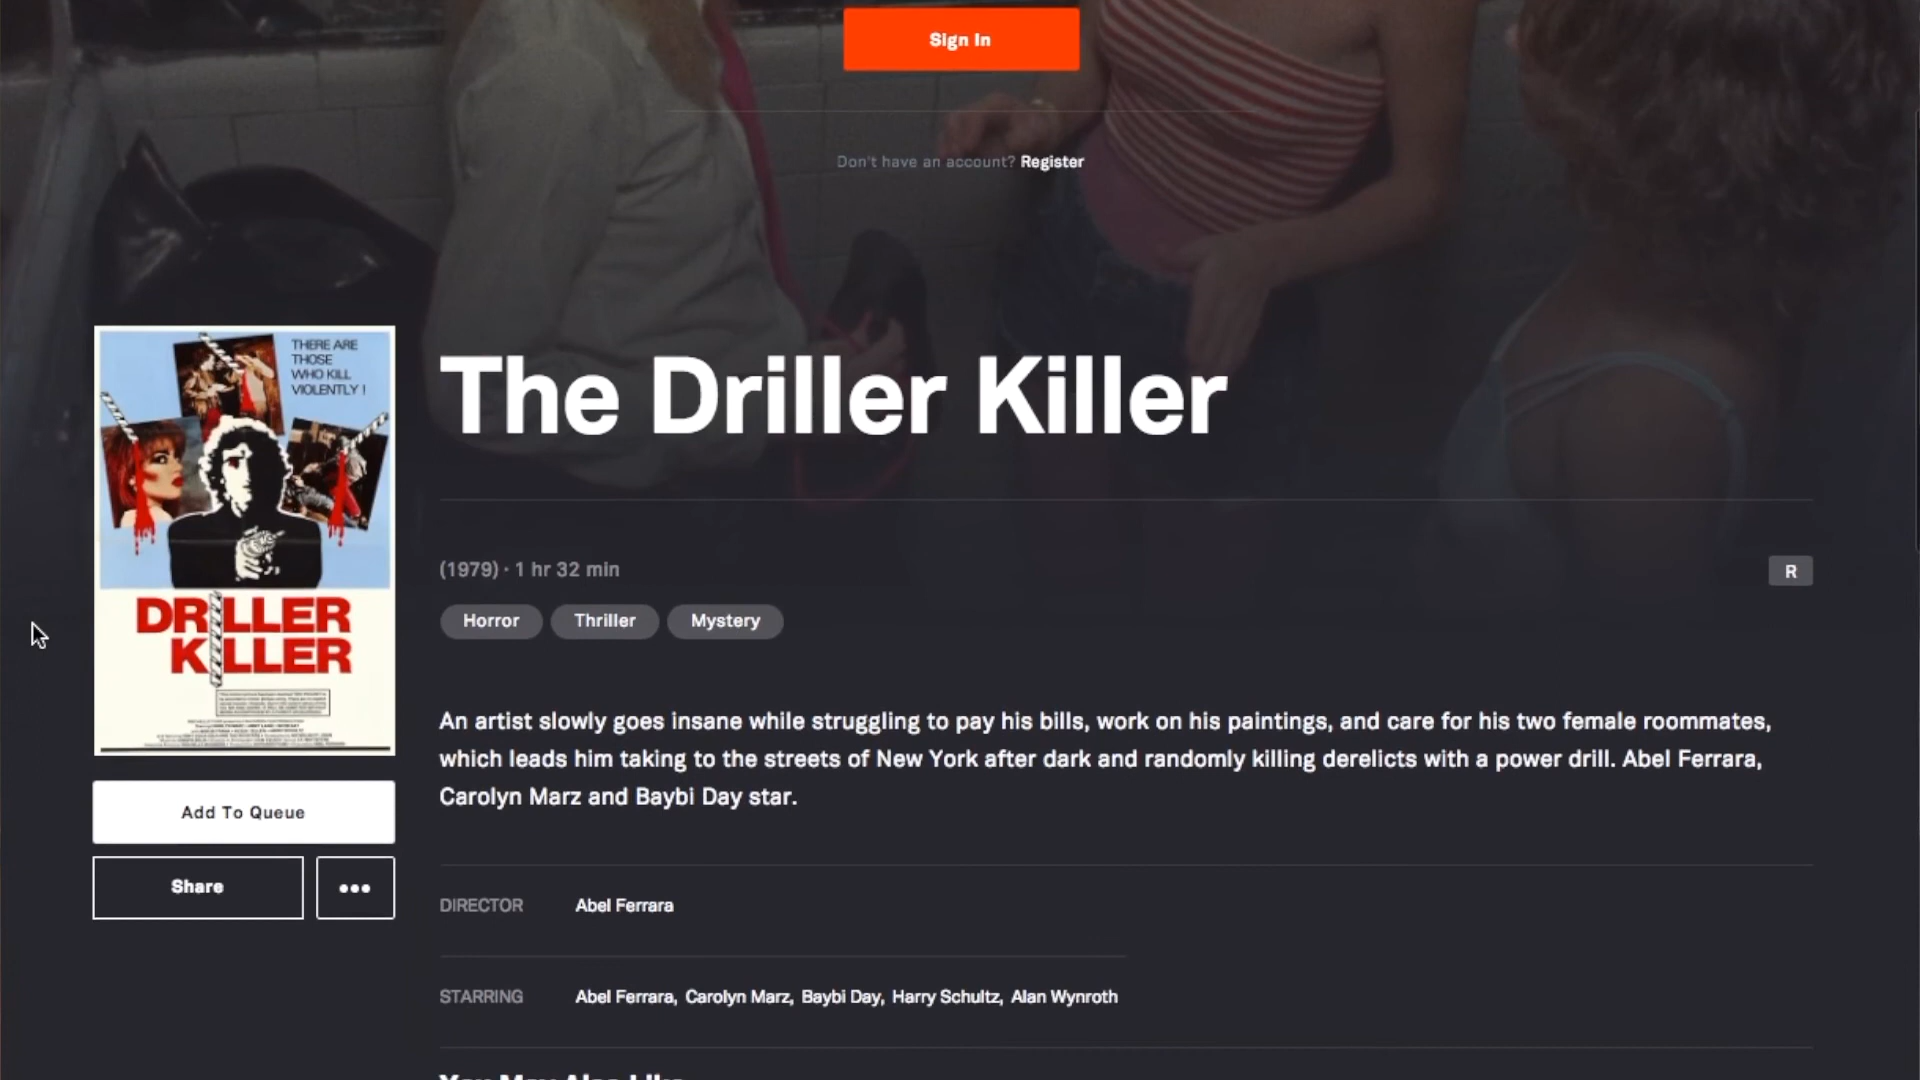 Sign In
Don't have an account? Register
THERE ARE
THOSE
WHO KILL
VIOLENTLY !
DRILLER
KILLER
The Driller Killer
(1979) · 1 hr 32 min
R
Horror Thriller Mystery
An artist slowly goes insane while struggling to pay his bills, work on his paintings, and care for his two female roommates,
which leads him taking to the streets of New York after dark and randomly killing derelicts with a power drill. Abel Ferrara,
Carolyn Marz and Baybi Day star.
Add To Queue
Share
DIRECTOR Abel Ferrara
STARRING Abel Ferrara, Carolyn Marz, Baybi Day, Harry Schultz, Alan Wynroth
You May Also Like